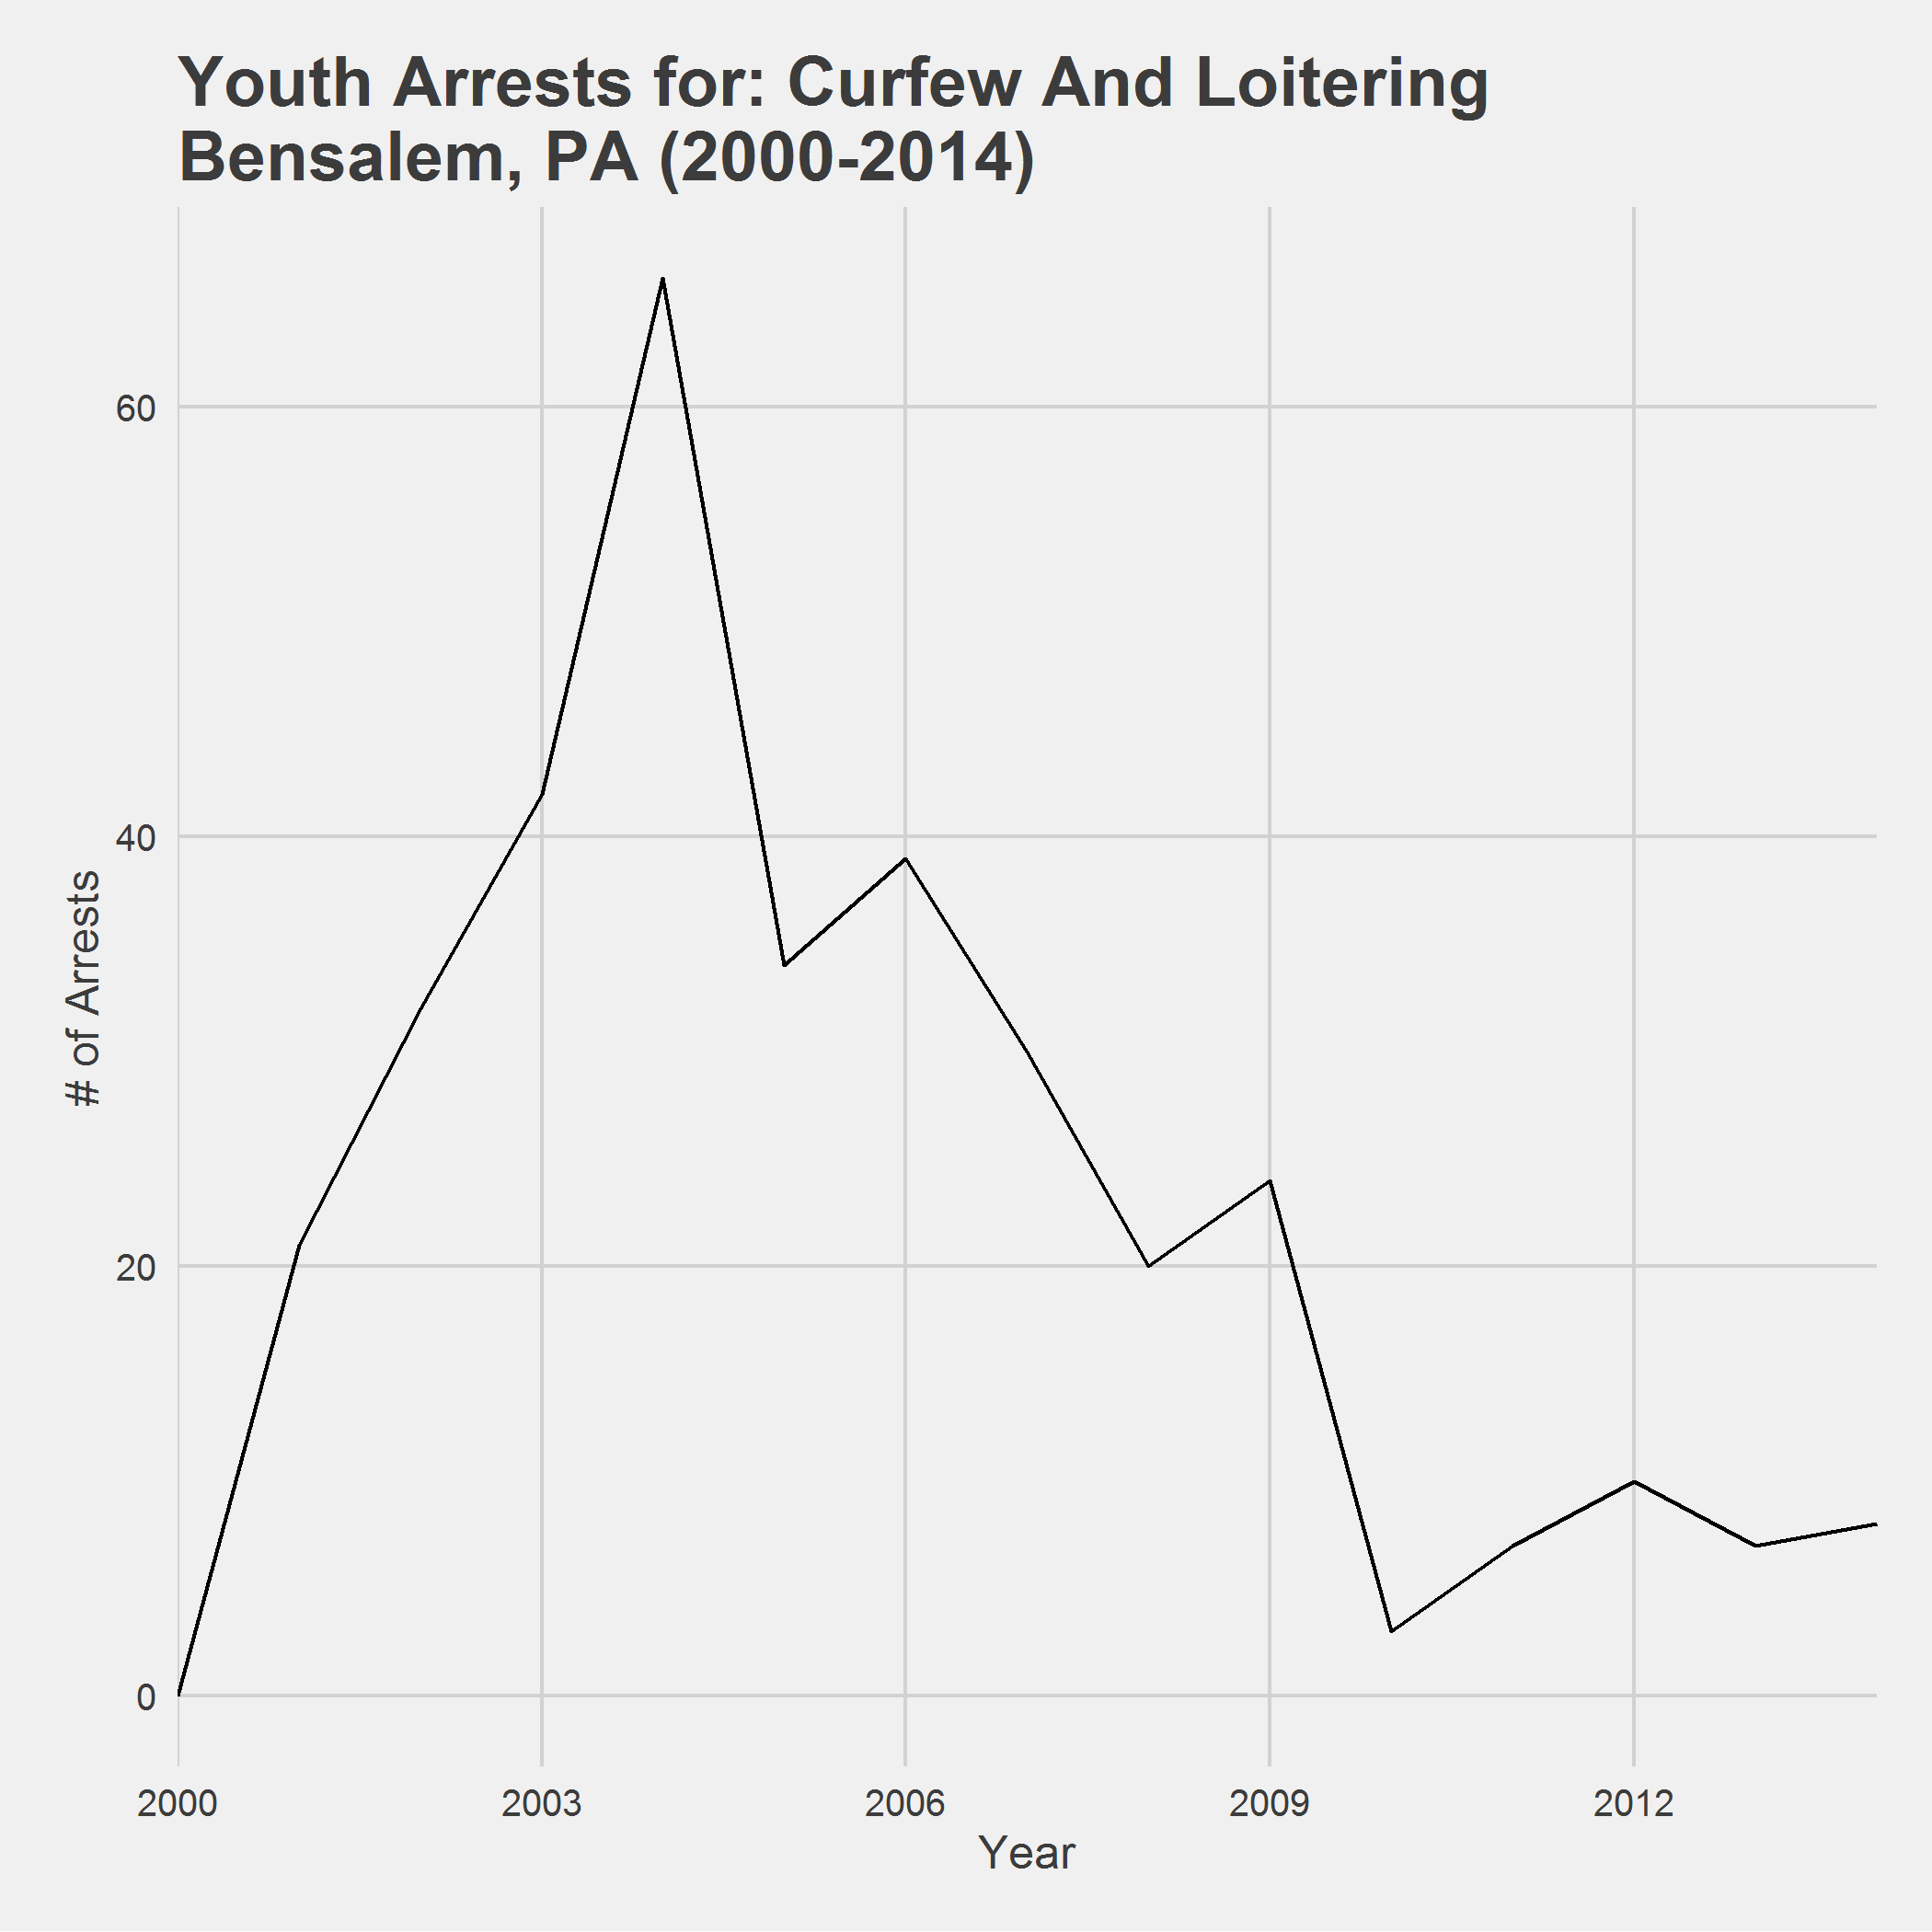 Youth Arrests for: Curfew And Loitering
Bensalem, PA (2000-2014)
# of Arrests
60
40
20
0
2000 2003 2006 2009 2012
Year